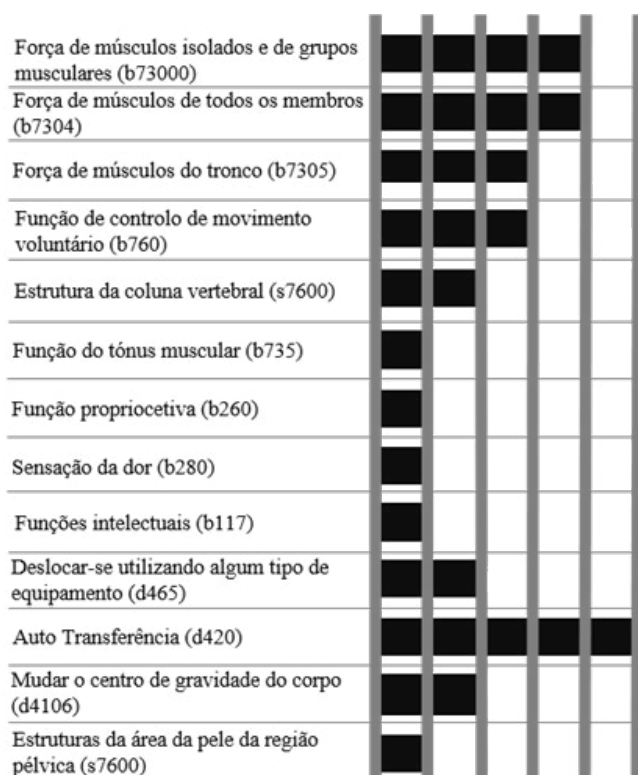 Força de músculos isolados e de grupos
musculares (b73000)
Força de músculos de todos os membros
(b7304)
Força de músculos do tronco (b7305)
Função de controlo de movimento
voluntário (b760)
Estrutura da coluna vertebral (s7600)
Função do tónus muscular (b735)
Função propriocetiva (b260)
Sensação da dor (b280)
Funções intelectuais (b117)
Deslocar-se utilizando algum tipo de
equipamento (d465)
Auto Transferência (d420)
Mudar o centro de gravidade do corpo
(d4106)
Estruturas da área da pele da região
pélvica (s7600)